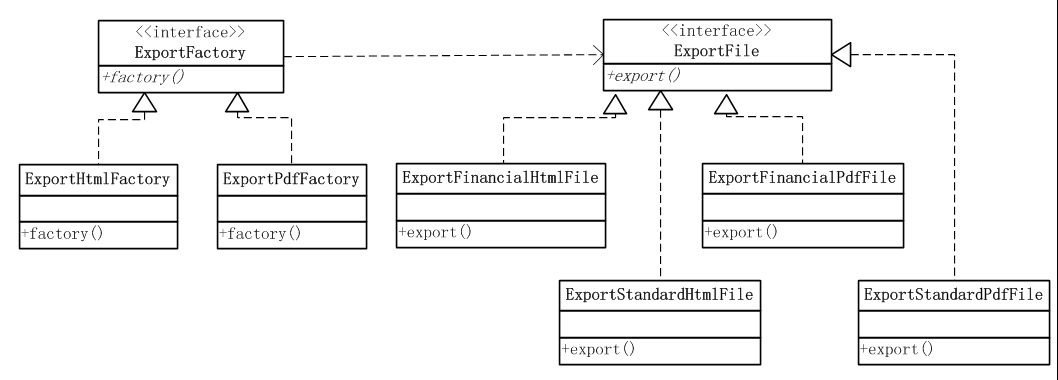 <<interface>>
ExportFactory
+factory()
<<interface>>
ExportFile
+export()
ExportHtmlFactory
+factory()
ExportPdfFactory
+factory()
ExportFinancialHtmlFile
+export()
ExportFinancialPdfFile
+export()
ExportStandardHtmlFile
+export()
ExportStandardPdfFile
+export()